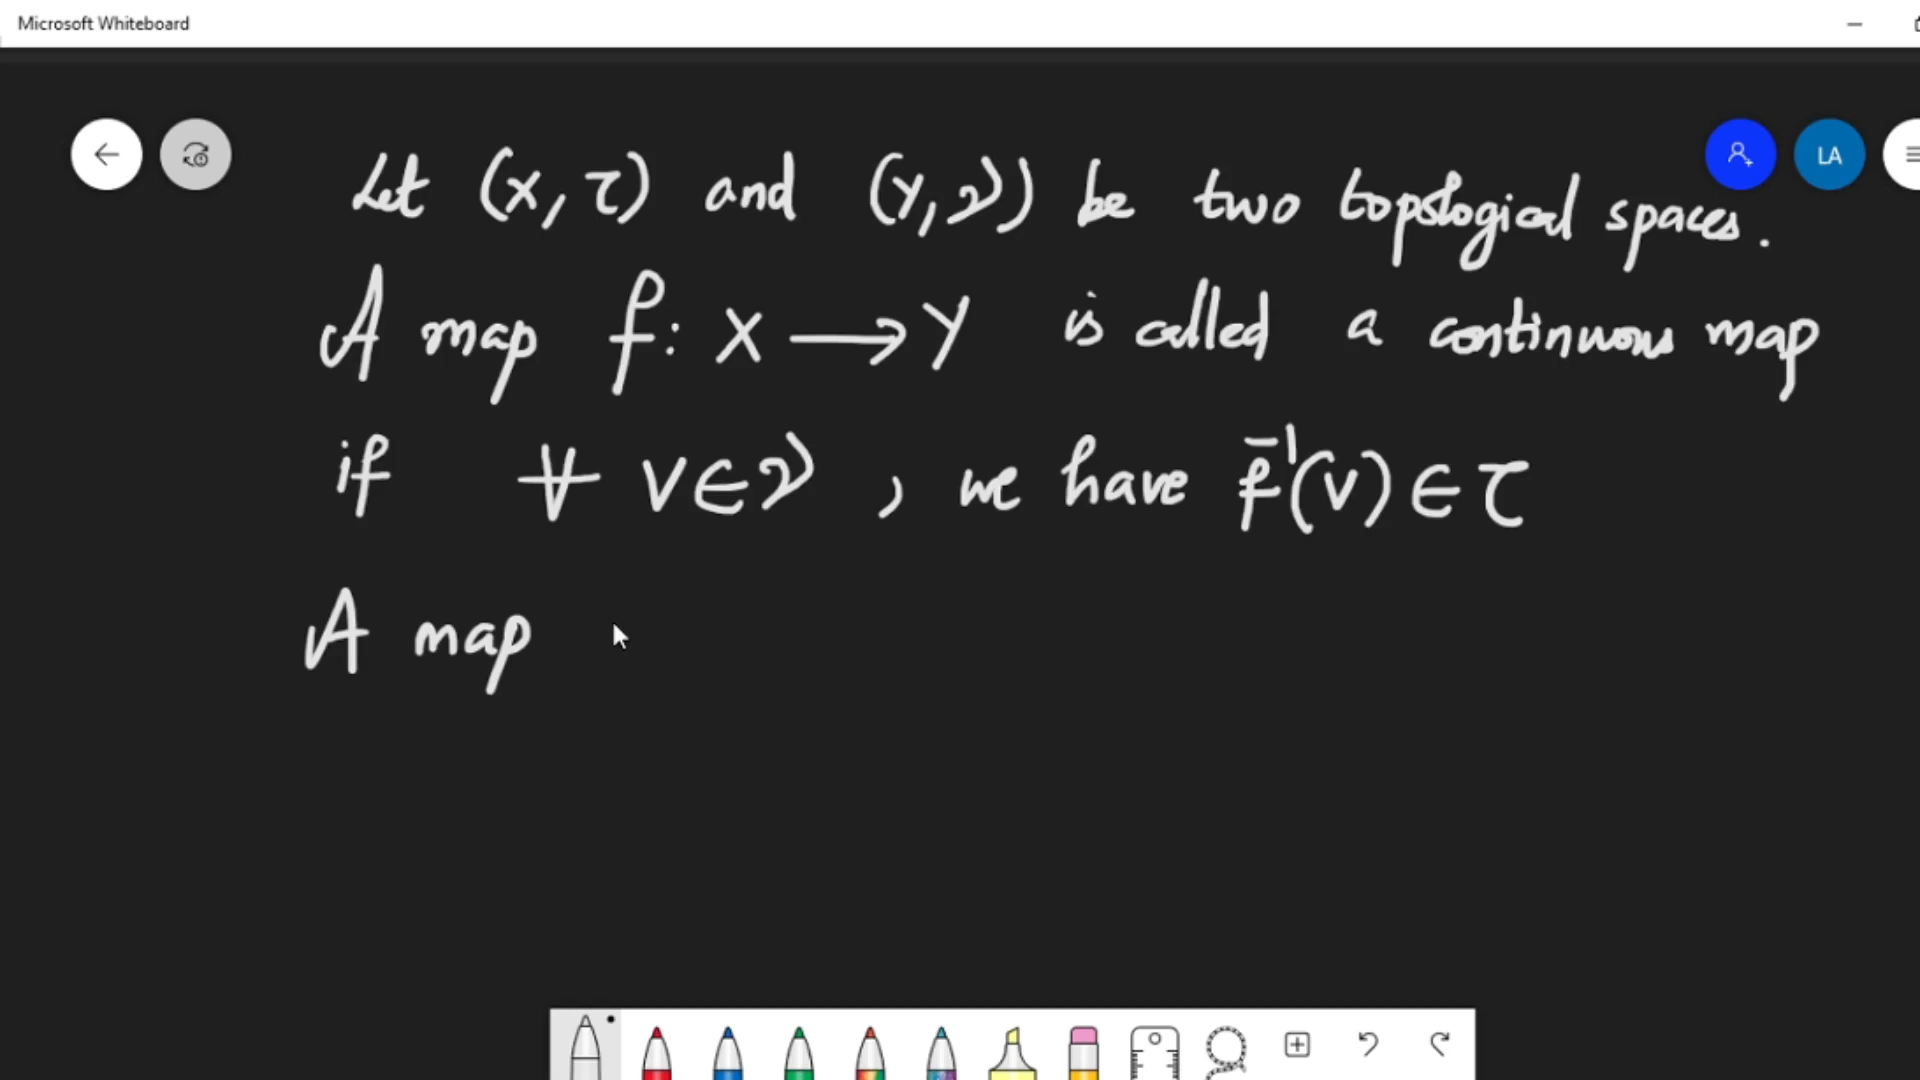 Microsoft Whiteboard
LA
Let (X, τ) and (Y, ν) be two topological spaces.
A map f: X ⟶ Y is called a continuous map
if ∀ V ∈ ν , we have f⁻¹(V) ∈ τ
A map